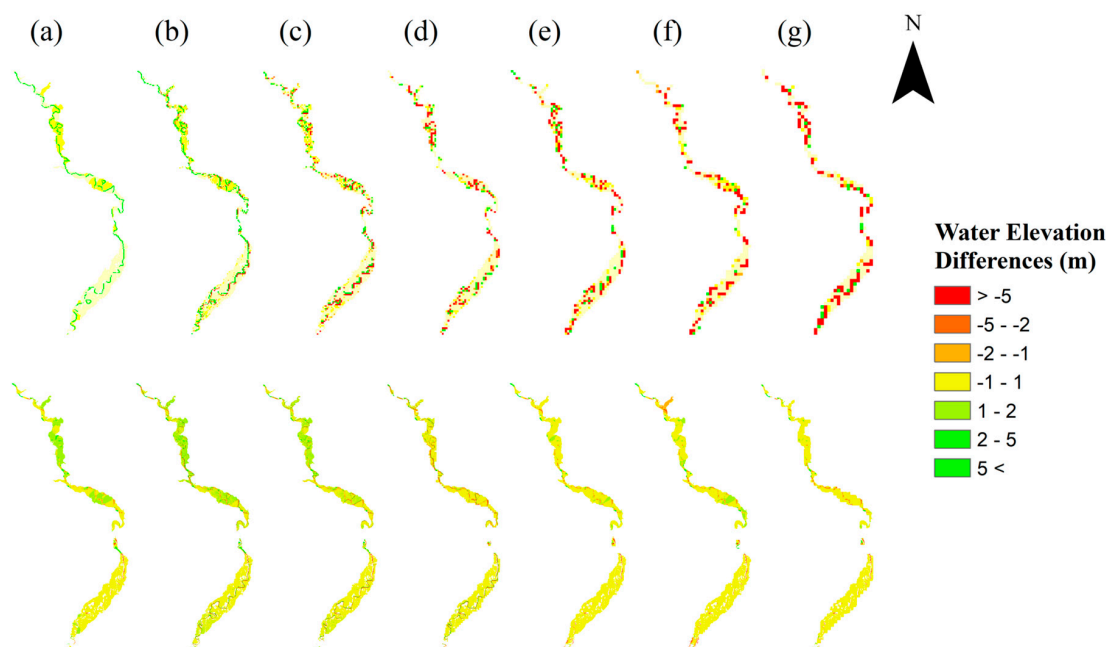 (a) (b) (c) (d) (e) (f) (g) N
Water Elevation
Differences (m)
> -5
-5 - -2
-2 - -1
-1 - 1
1 - 2
2 - 5
5 <